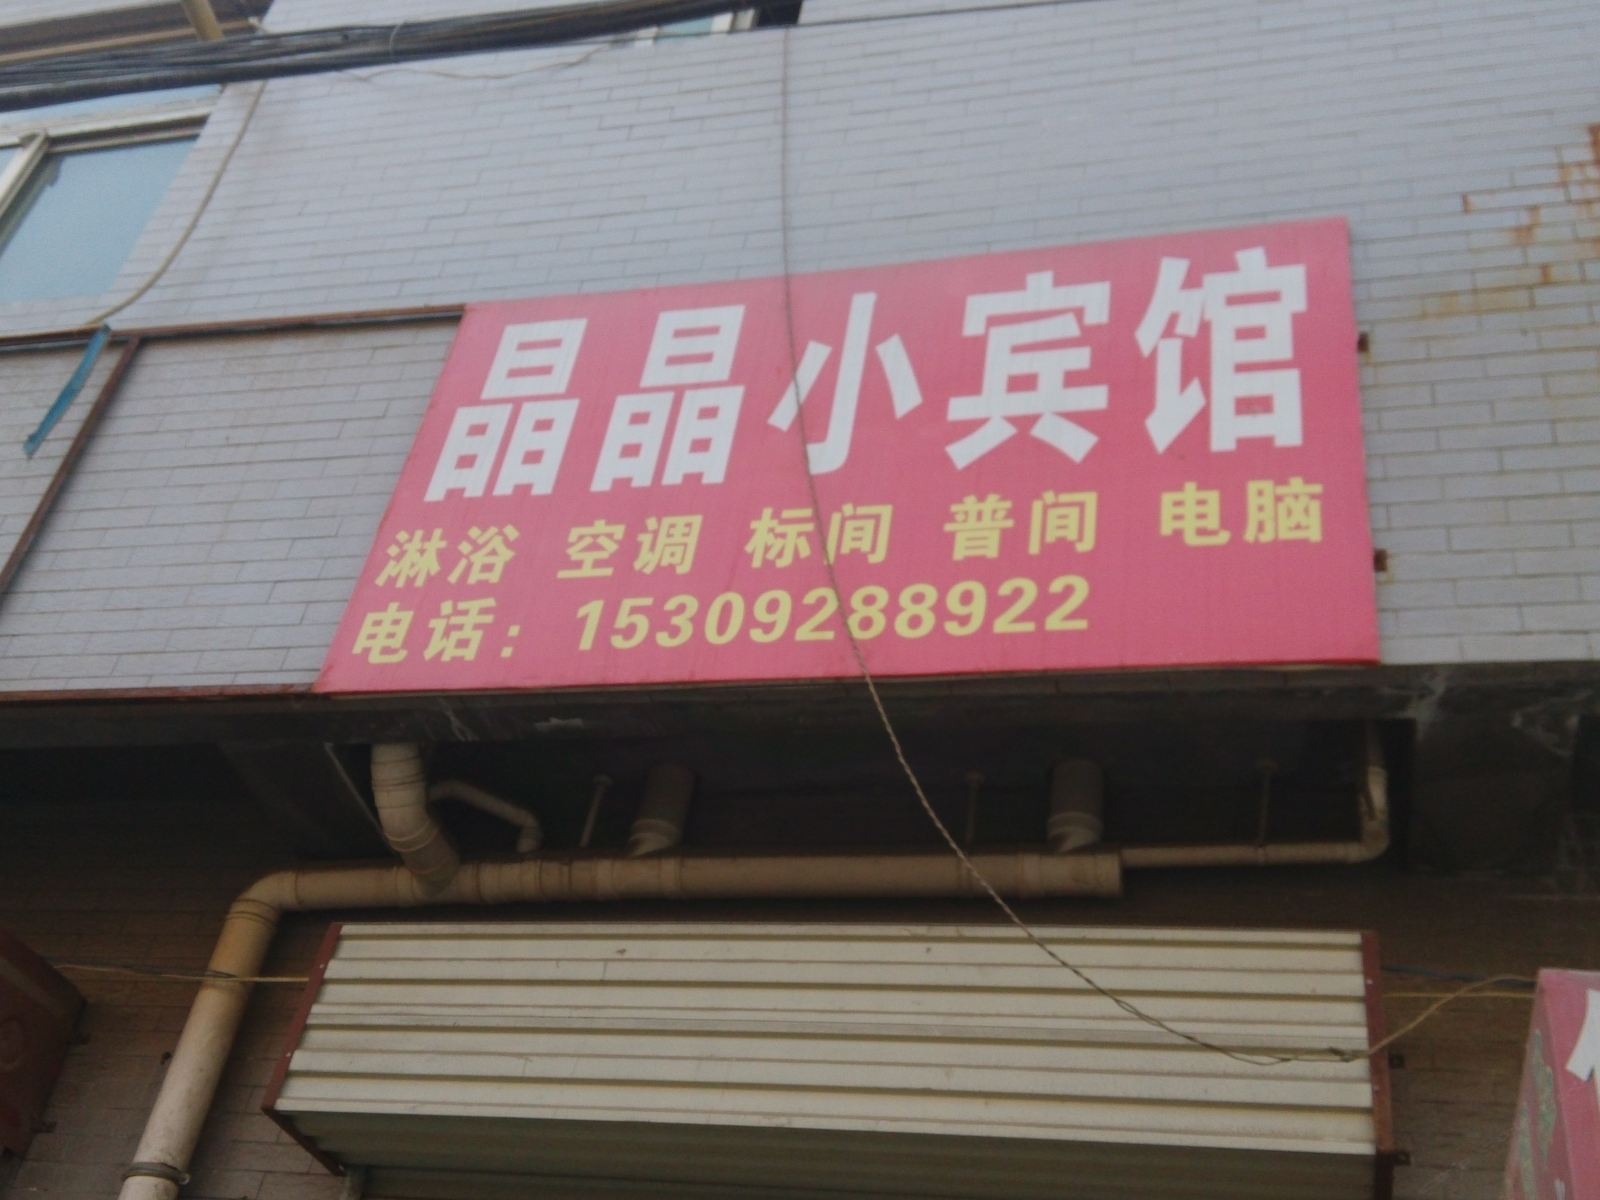 晶晶小宾馆
淋浴 空调 标间 普间 电脑
电话：15309288922